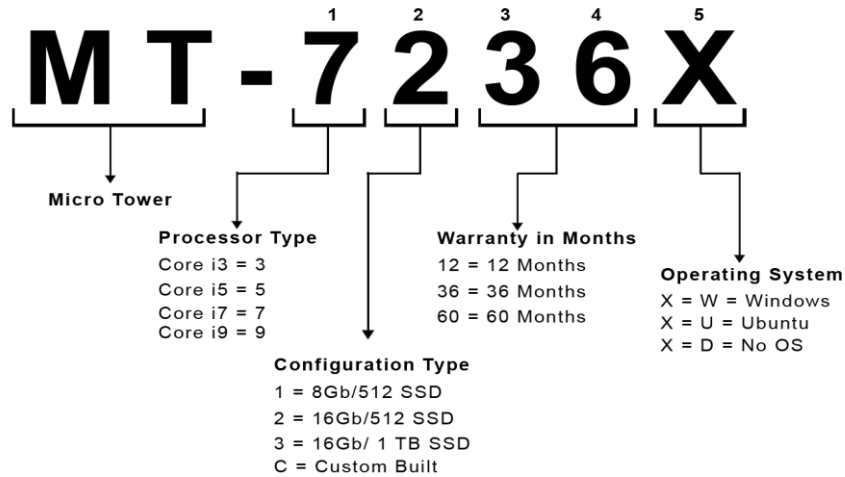 1 2 3 4 5
MT-7236X
Micro Tower
Processor Type
Core i3 = 3
Core i5 = 5
Core i7 = 7
Core i9 = 9
Configuration Type
1 = 8Gb/512 SSD
2 = 16Gb/512 SSD
3 = 16Gb/ 1 TB SSD
C = Custom Built
Warranty in Months
12 = 12 Months
36 = 36 Months
60 = 60 Months
Operating System
X = W = Windows
X = U = Ubuntu
X = D = No OS